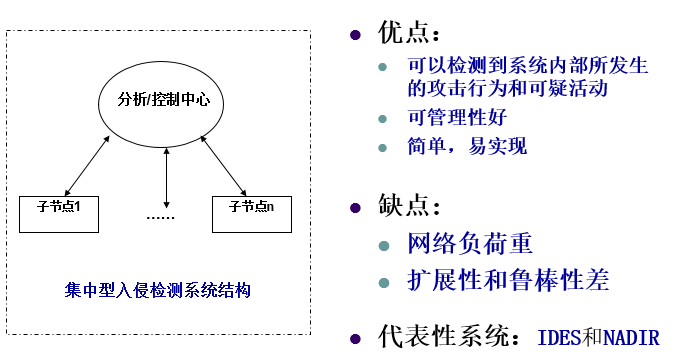 分析/控制中心
子节点1
……
子节点n
集中型入侵检测系统结构
优点：
可以检测到系统内部所发生
的攻击行为和可疑活动
可管理性好
简单，易实现
缺点：
网络负荷重
扩展性和鲁棒性差
代表性系统：IDES和NADIR